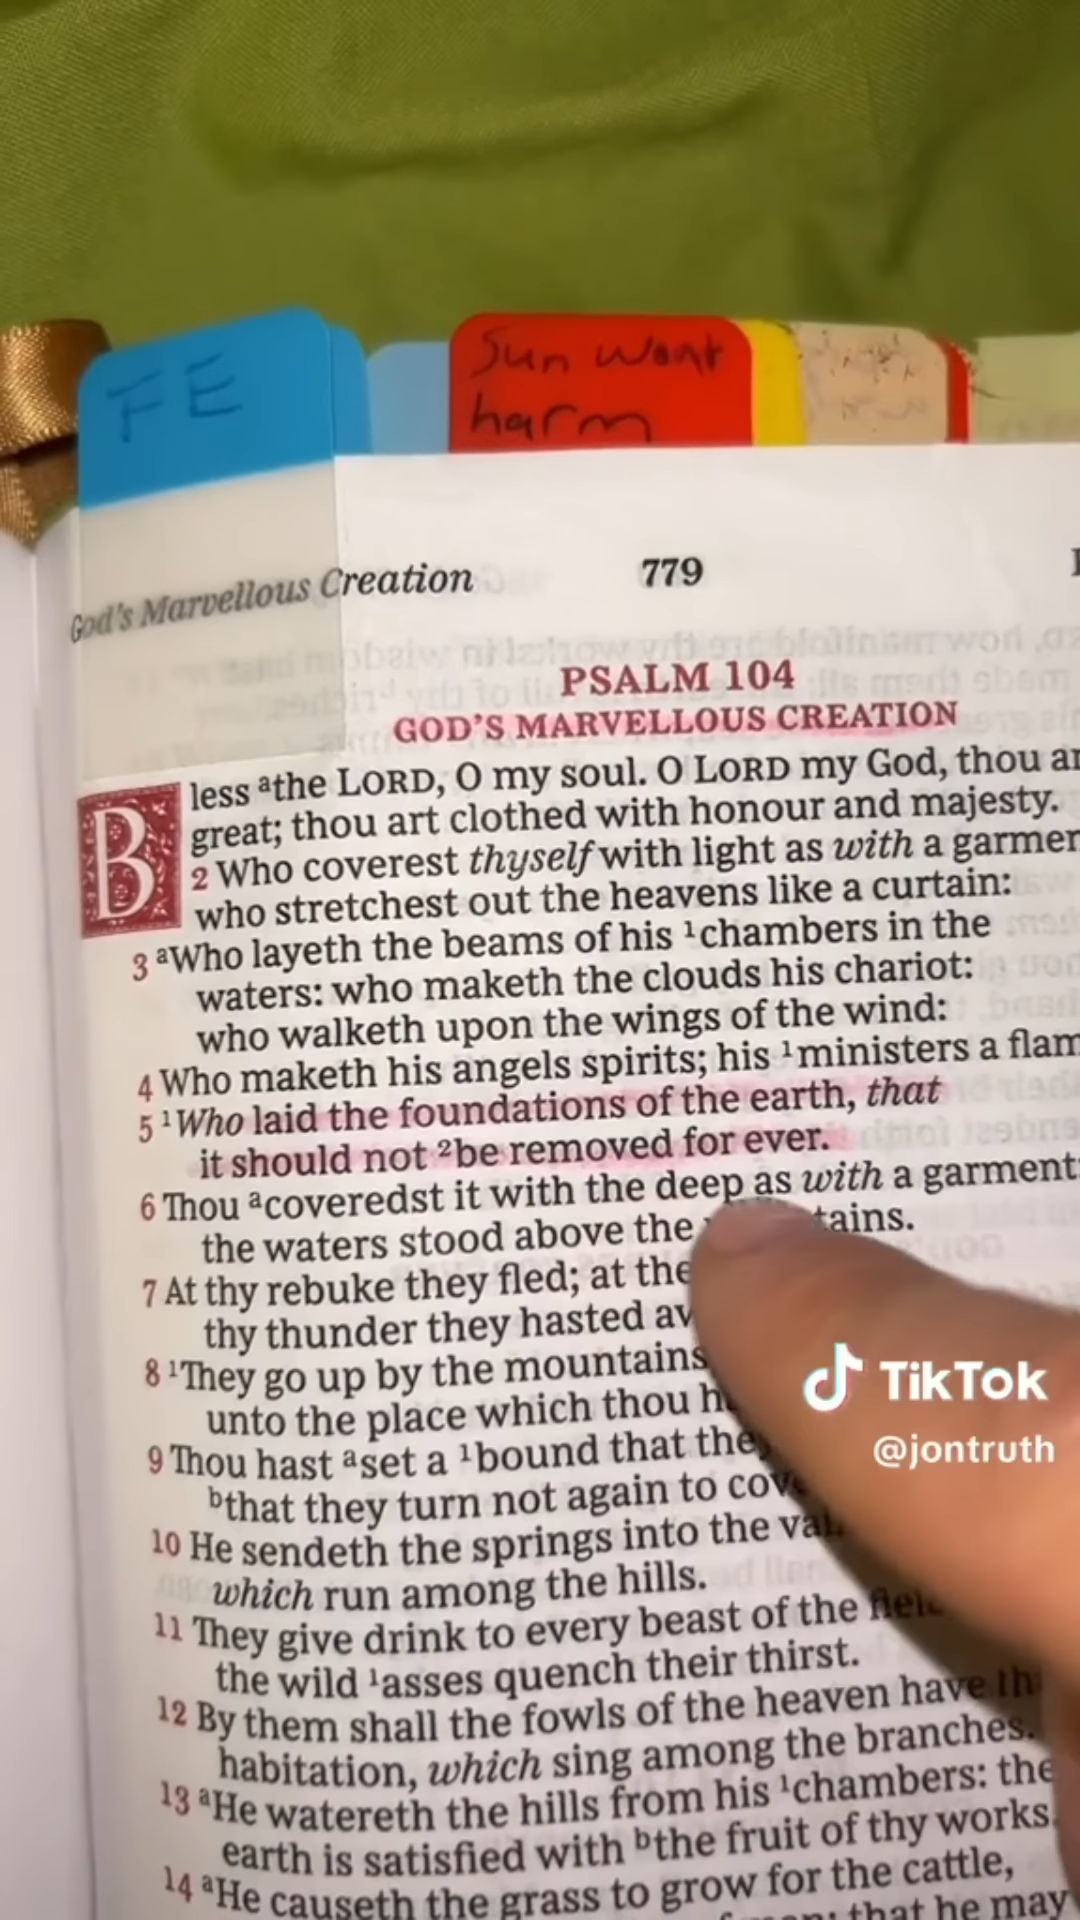 FE
Sun wont
harm
God's Marvellous Creation
779
PSALM 104
GOD'S MARVELLOUS CREATION
Bless ᵃthe LORD, O my soul. O LORD my God, thou ar
great; thou art clothed with honour and majesty.
2 Who coverest thyself with light as with a garmen
who stretchest out the heavens like a curtain:
3 ᵃWho layeth the beams of his ¹chambers in the
waters: who maketh the clouds his chariot:
who walketh upon the wings of the wind:
4 Who maketh his angels spirits; his ¹ministers a flam
5 ¹Who laid the foundations of the earth, that
it should not ²be removed for ever.
6 Thou ᵃcoveredst it with the deep as with a garment:
the waters stood above the tains.
7 At thy rebuke they fled; at the
thy thunder they hasted av
8 ¹They go up by the mountains
unto the place which thou h
9 Thou hast ᵃset a ¹bound that they
ᵇthat they turn not again to cov
10 He sendeth the springs into the val
which run among the hills.
11 They give drink to every beast of the field
the wild ¹asses quench their thirst.
12 By them shall the fowls of the heaven have th
habitation, which sing among the branches.
13 ᵃHe watereth the hills from his ¹chambers: the
earth is satisfied with ᵇthe fruit of thy works.
14 ᵃHe causeth the grass to grow for the cattle,
that he may
TikTok
@jontruth